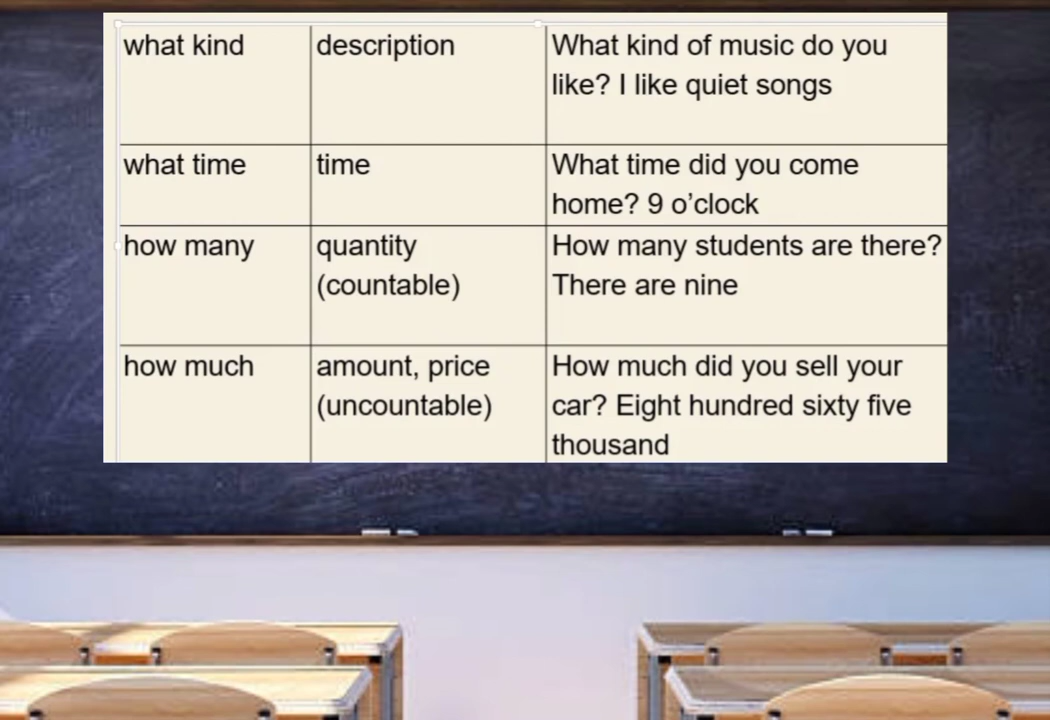 what kind
description
What kind of music do you
like? I like quiet songs
what time
time
What time did you come
home? 9 o’clock
how many
quantity
(countable)
How many students are there?
There are nine
how much
amount, price
(uncountable)
How much did you sell your
car? Eight hundred sixty five
thousand